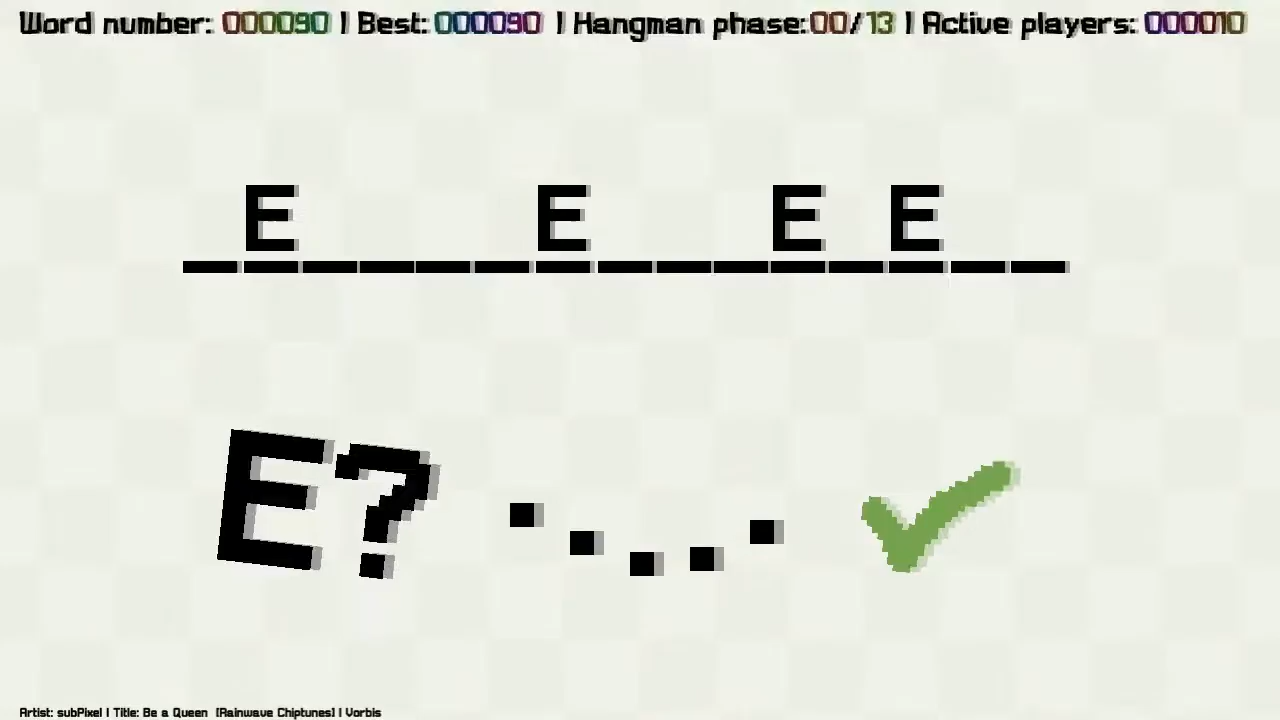 Word number: 000090 | Best: 000090 | Hangman phase:00/13 | Active players: 000010
_E____E___E_E__
E? .....
Artist: subPixel | Title: Be a Queen [Rainwave Chiptunes] | Vorbis